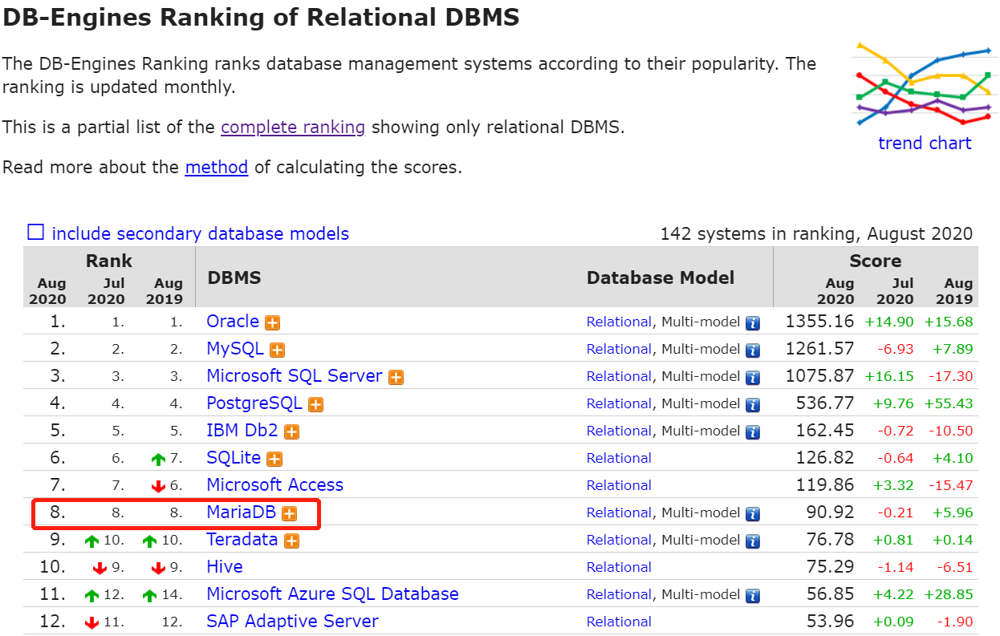 DB-Engines Ranking of Relational DBMS
The DB-Engines Ranking ranks database management systems according to their popularity. The
ranking is updated monthly.
This is a partial list of the complete ranking showing only relational DBMS.
trend chart
Read more about the method of calculating the scores.
include secondary database models 142 systems in ranking, August 2020
Rank DBMS Database Model Score
Aug 2020 Jul 2020 Aug 2019 Aug 2020 Jul 2020 Aug 2019
1. 1. 1. Oracle Relational, Multi-model 1355.16 +14.90 +15.68
2. 2. 2. MySQL Relational, Multi-model 1261.57 -6.93 +7.89
3. 3. 3. Microsoft SQL Server Relational, Multi-model 1075.87 +16.15 -17.30
4. 4. 4. PostgreSQL Relational, Multi-model 536.77 +9.76 +55.43
5. 5. 5. IBM Db2 Relational, Multi-model 162.45 -0.72 -10.50
6. 6. 7. SQLite Relational 126.82 -0.64 +4.10
7. 7. 6. Microsoft Access Relational 119.86 +3.32 -15.47
8. 8. 8. MariaDB Relational, Multi-model 90.92 -0.21 +5.96
9. 10. 10. Teradata Relational, Multi-model 76.78 +0.81 +0.14
10. 9. 9. Hive Relational 75.29 -1.14 -6.51
11. 12. 14. Microsoft Azure SQL Database Relational, Multi-model 56.85 +4.22 +28.85
12. 11. 12. SAP Adaptive Server Relational 53.96 +0.09 -1.90